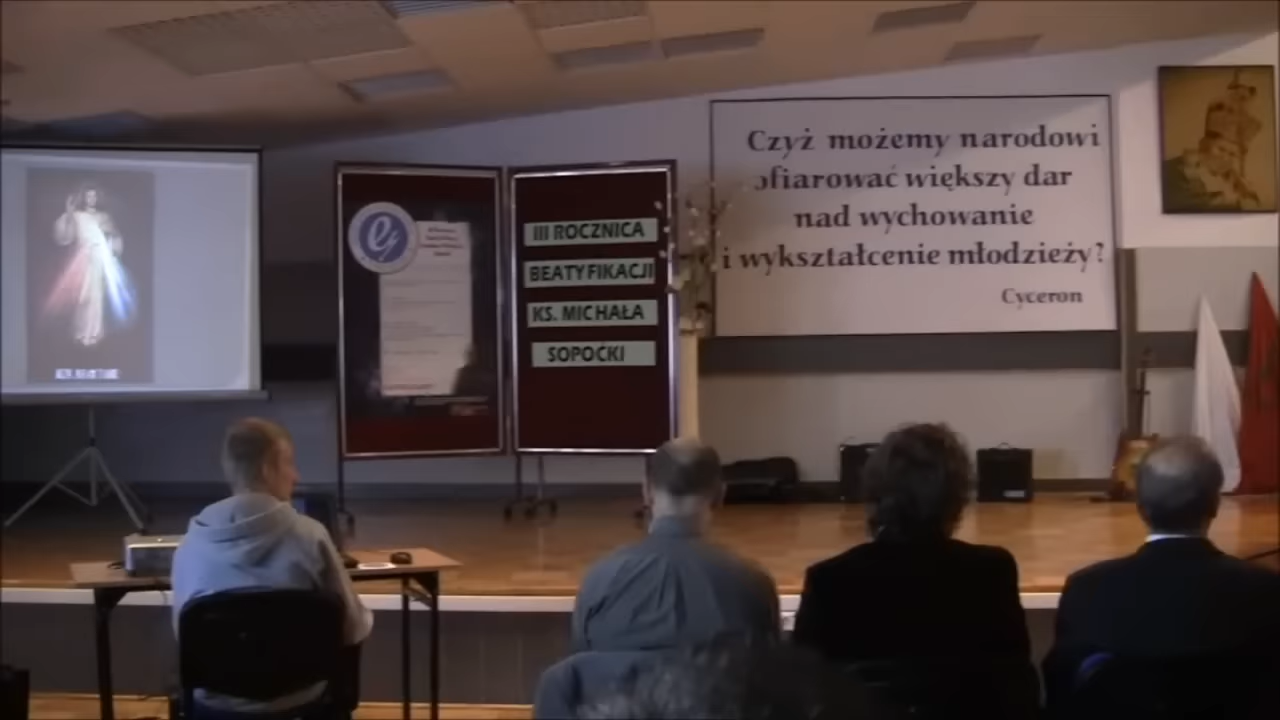 III ROCZNICA
BEATYFIKACJI
KS. MICHAŁA
SOPOĆKI
Czyż możemy narodowi
ofiarować większy dar
nad wychowanie
i wykształcenie młodzieży?
Cyceron